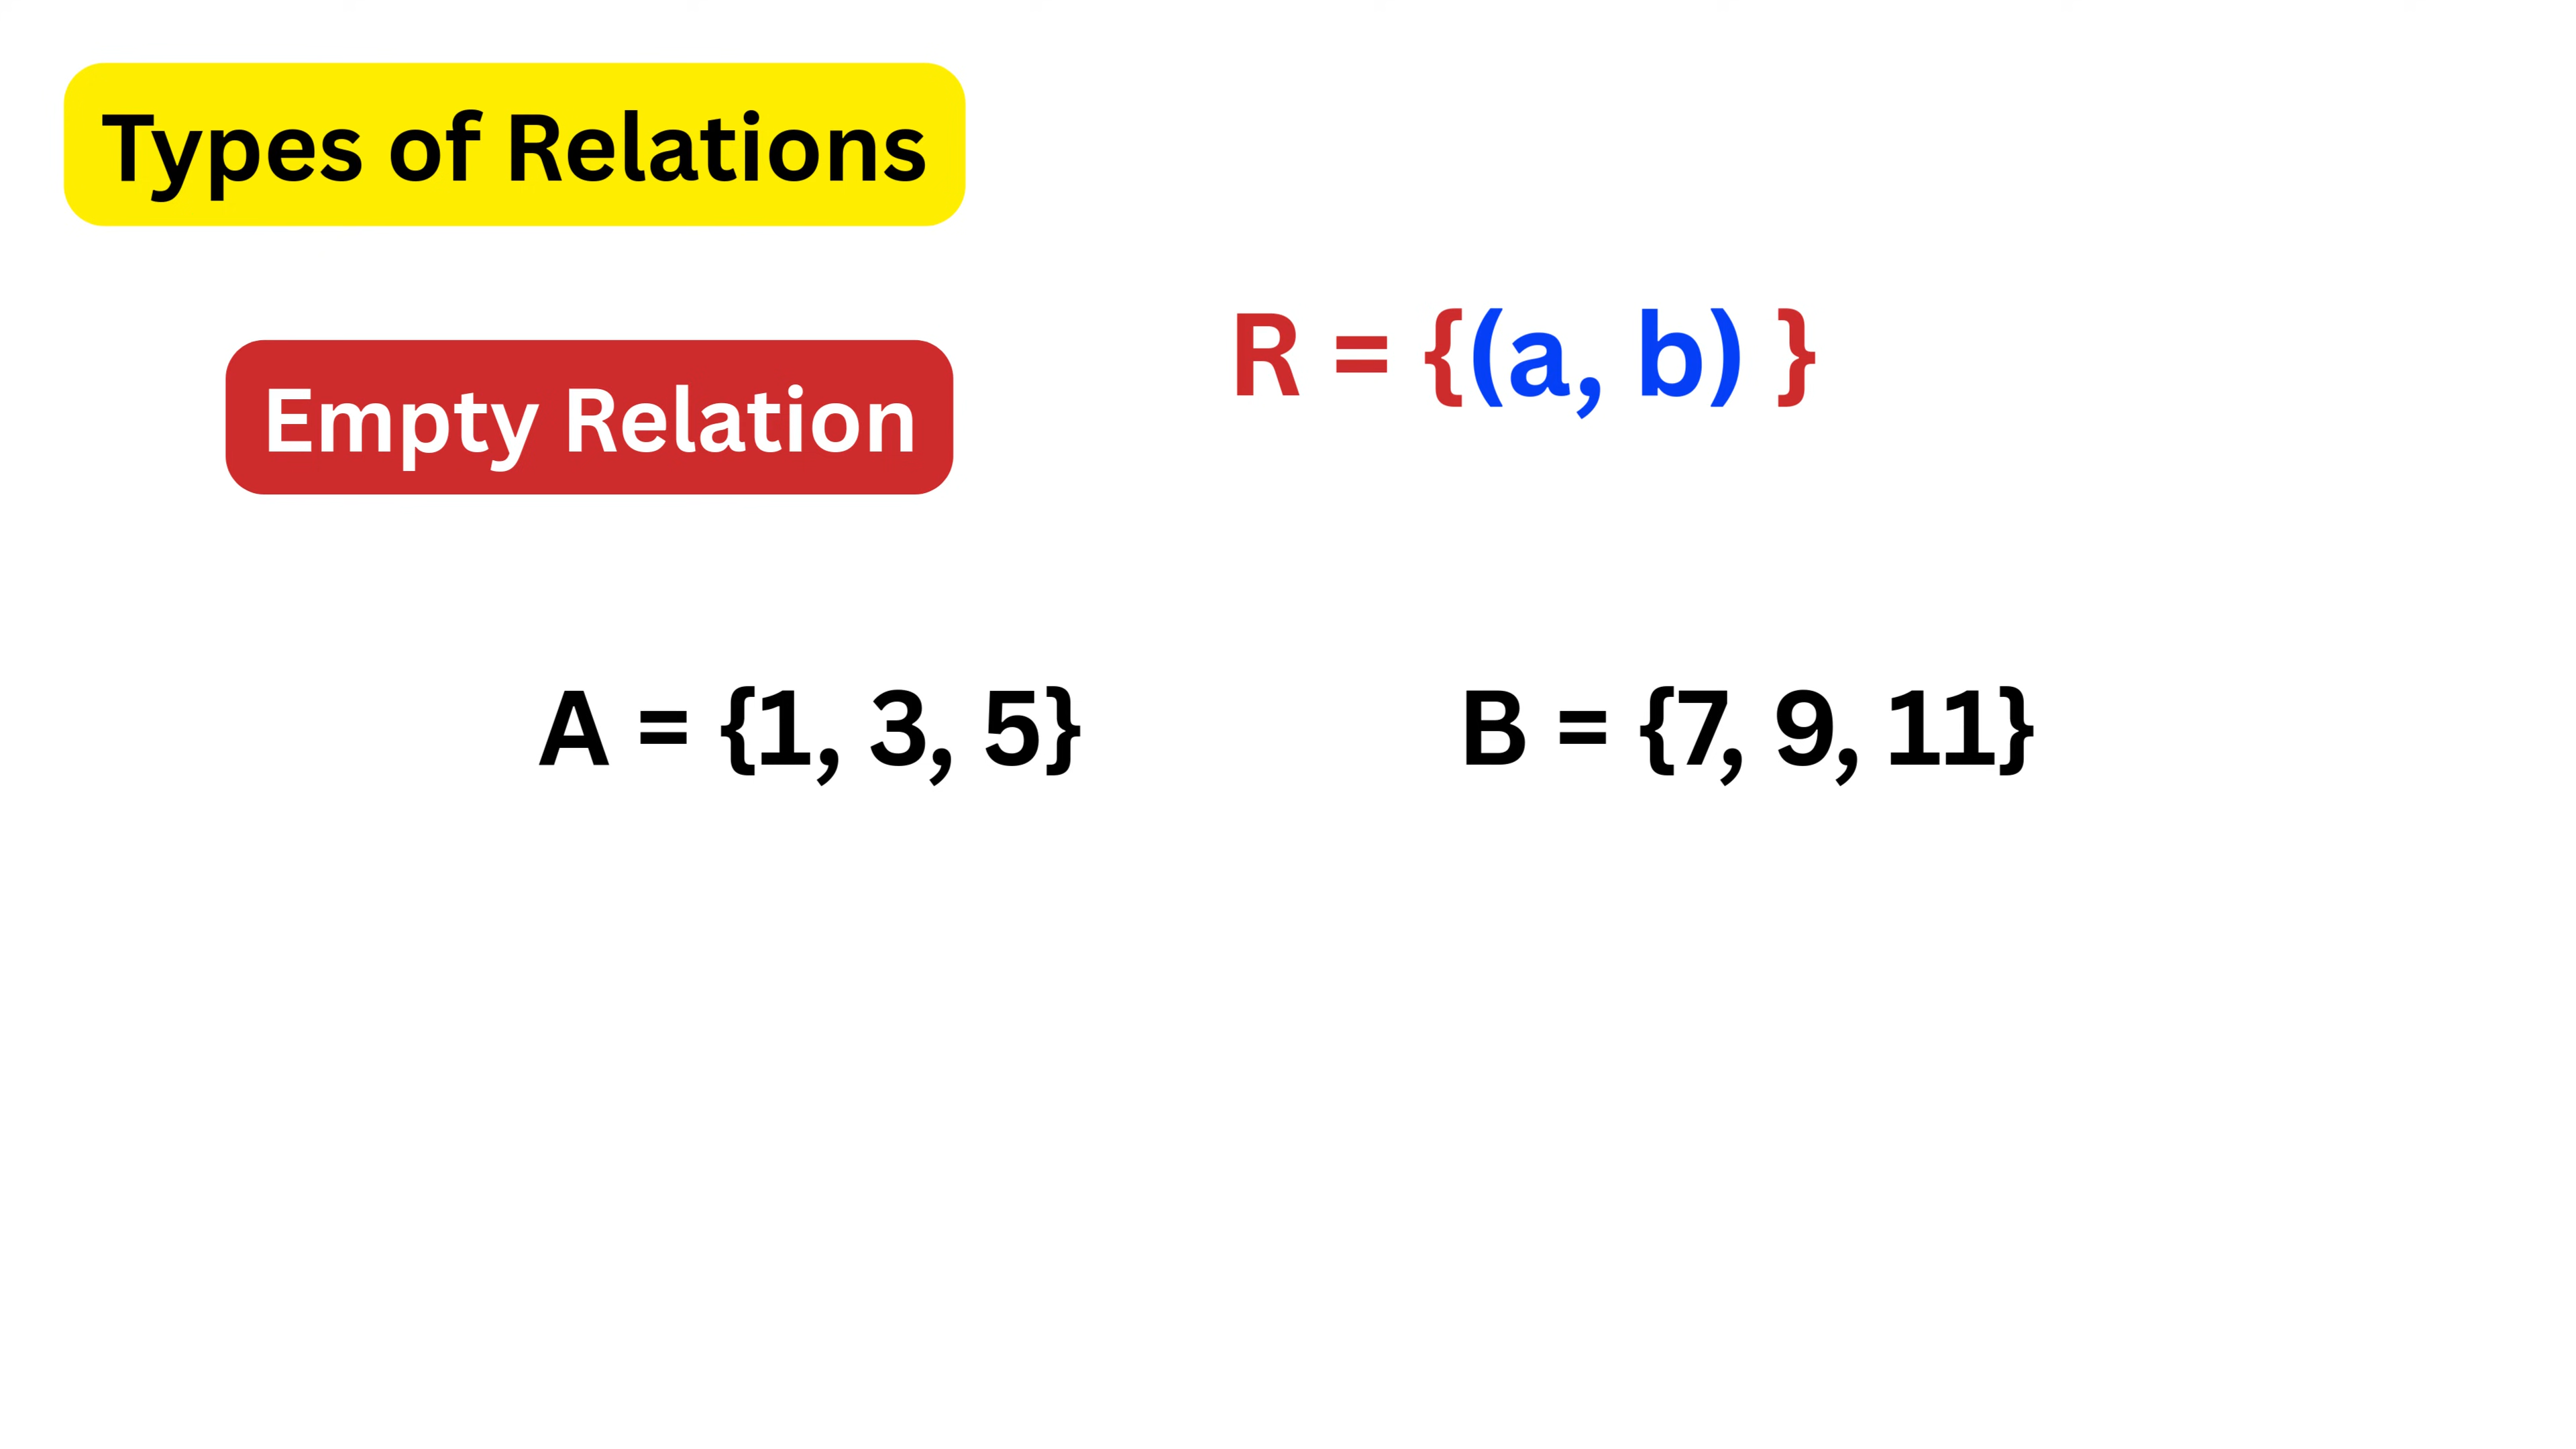 Types of Relations
R = {(a, b) }
Empty Relation
A = {1, 3, 5}
B = {7, 9, 11}